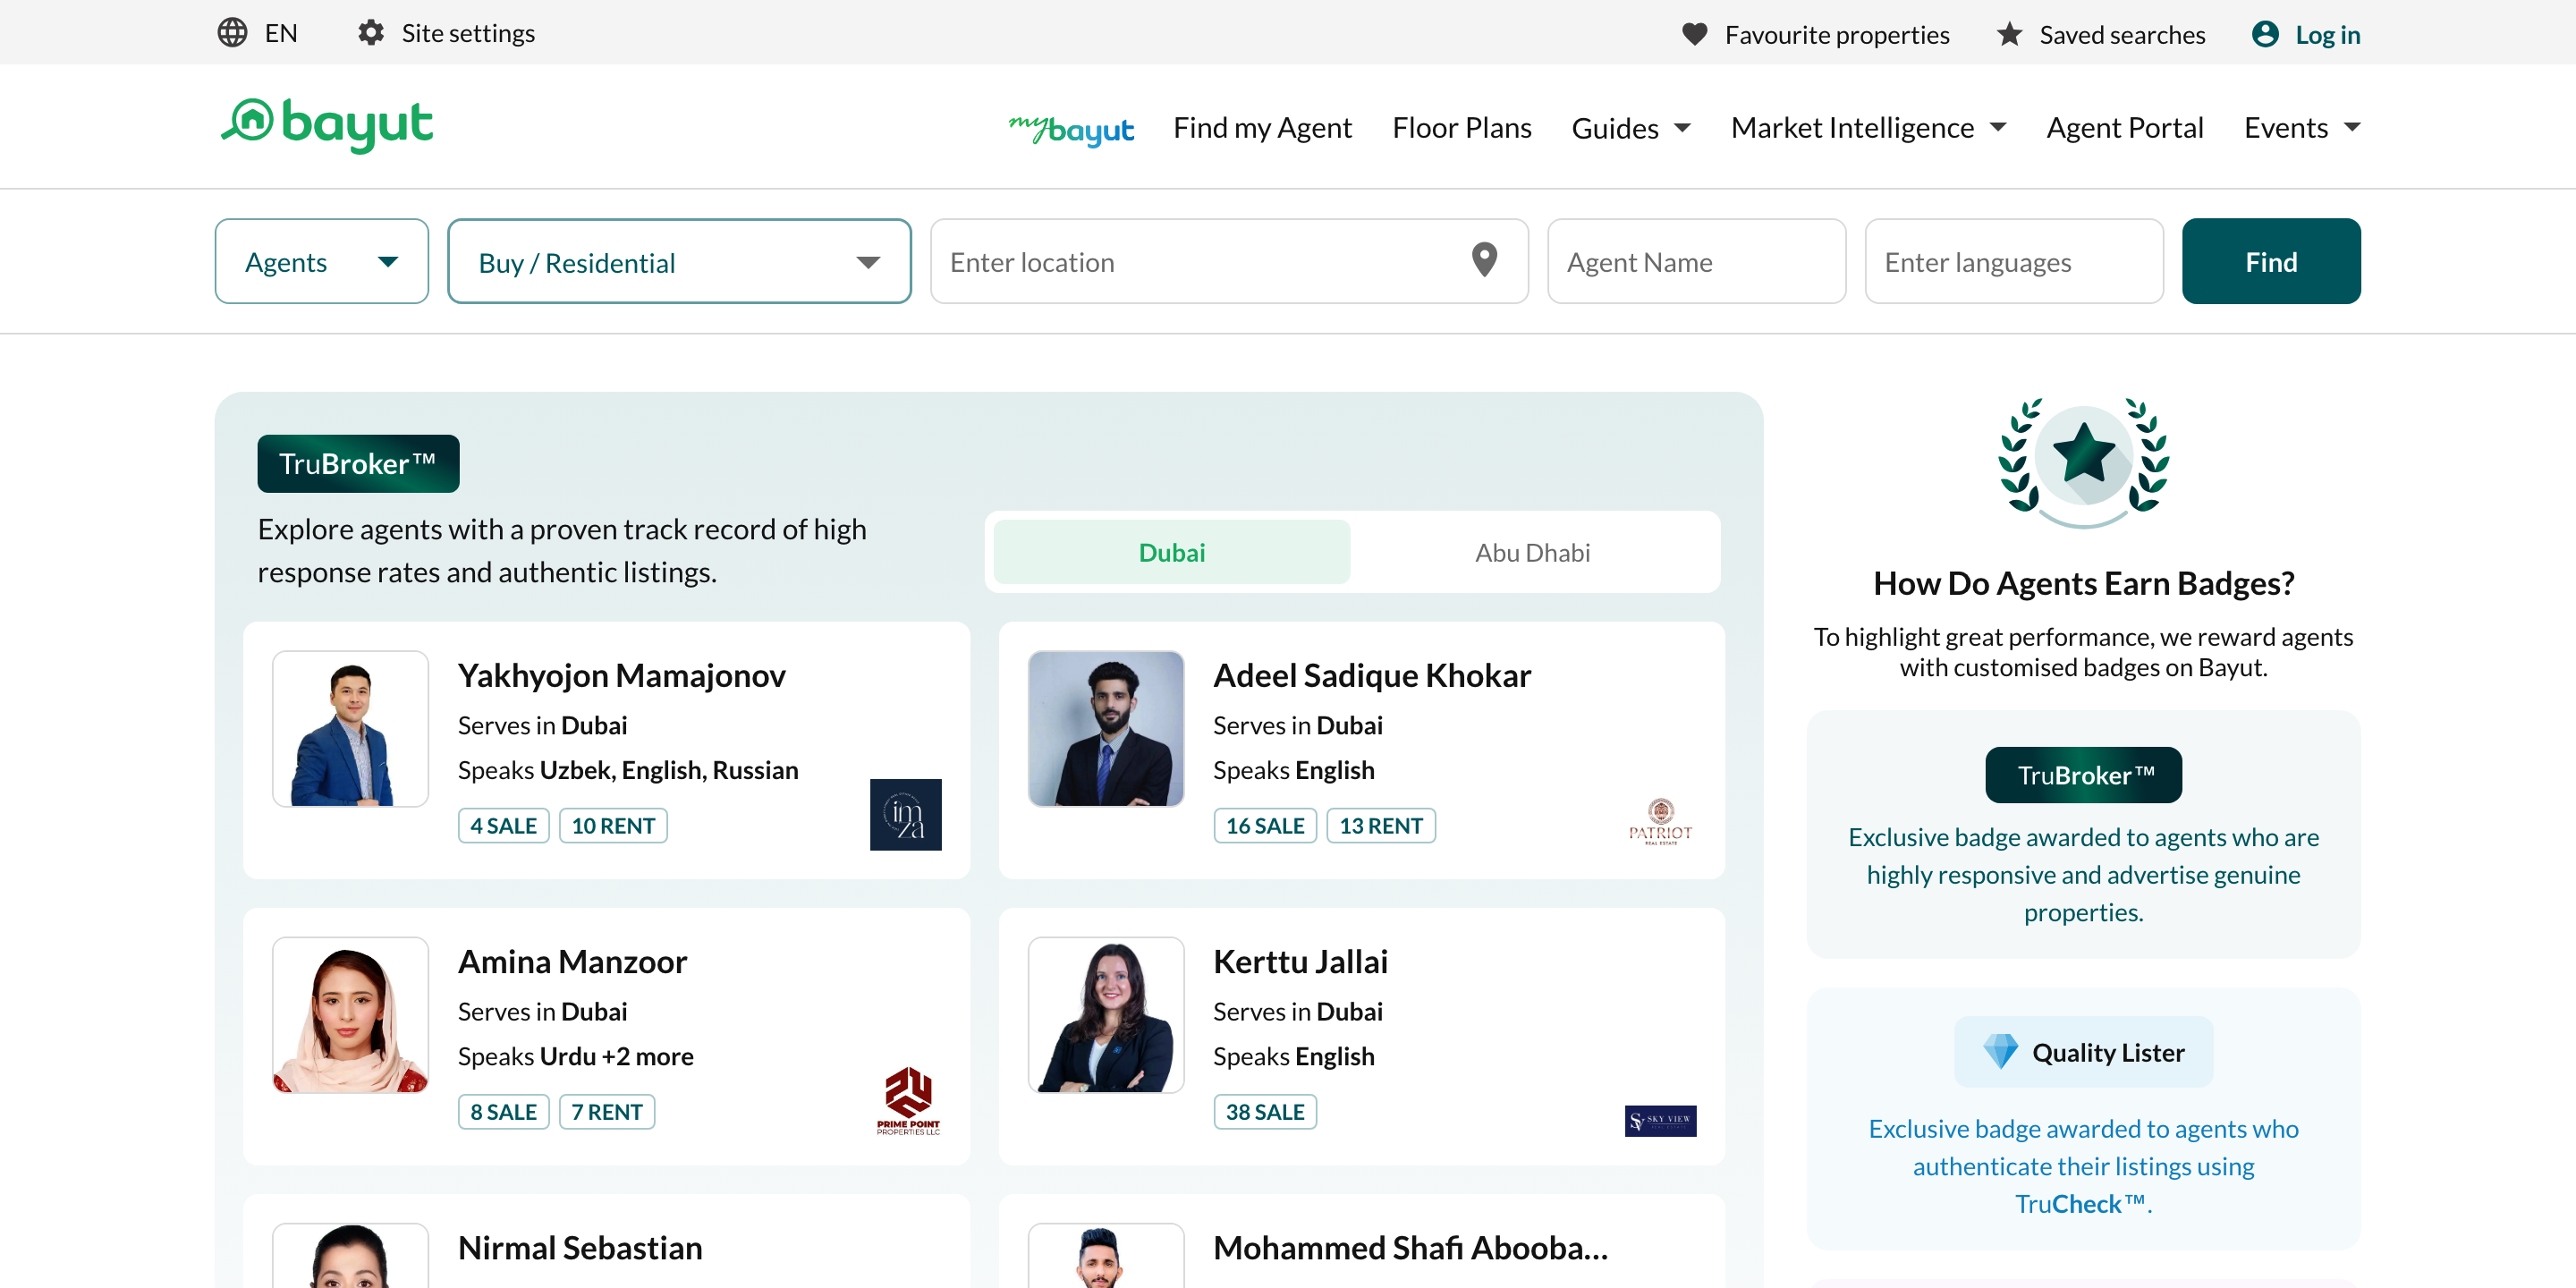 EN
Site settings
Favourite properties
Saved searches
Log in
bayut
mybayut
Find my Agent
Floor Plans
Guides
Market Intelligence
Agent Portal
Events
Agents
Buy / Residential
Enter location
Agent Name
Enter languages
Find
TruBroker™
Explore agents with a proven track record of high
response rates and authentic listings.
Dubai
Abu Dhabi
Yakhyojon Mamajonov
Serves in Dubai
Speaks Uzbek, English, Russian
4 SALE
10 RENT
im
za
Adeel Sadique Khokar
Serves in Dubai
Speaks English
16 SALE
13 RENT
PATRIOT
REAL ESTATE
Amina Manzoor
Serves in Dubai
Speaks Urdu +2 more
8 SALE
7 RENT
PRIME POINT
PROPERTIES LLC
Kerttu Jallai
Serves in Dubai
Speaks English
38 SALE
SV SKY VIEW
Nirmal Sebastian
Mohammed Shafi Abooba...
How Do Agents Earn Badges?
To highlight great performance, we reward agents
with customised badges on Bayut.
TruBroker™
Exclusive badge awarded to agents who are
highly responsive and advertise genuine
properties.
Quality Lister
Exclusive badge awarded to agents who
authenticate their listings using
TruCheck™.